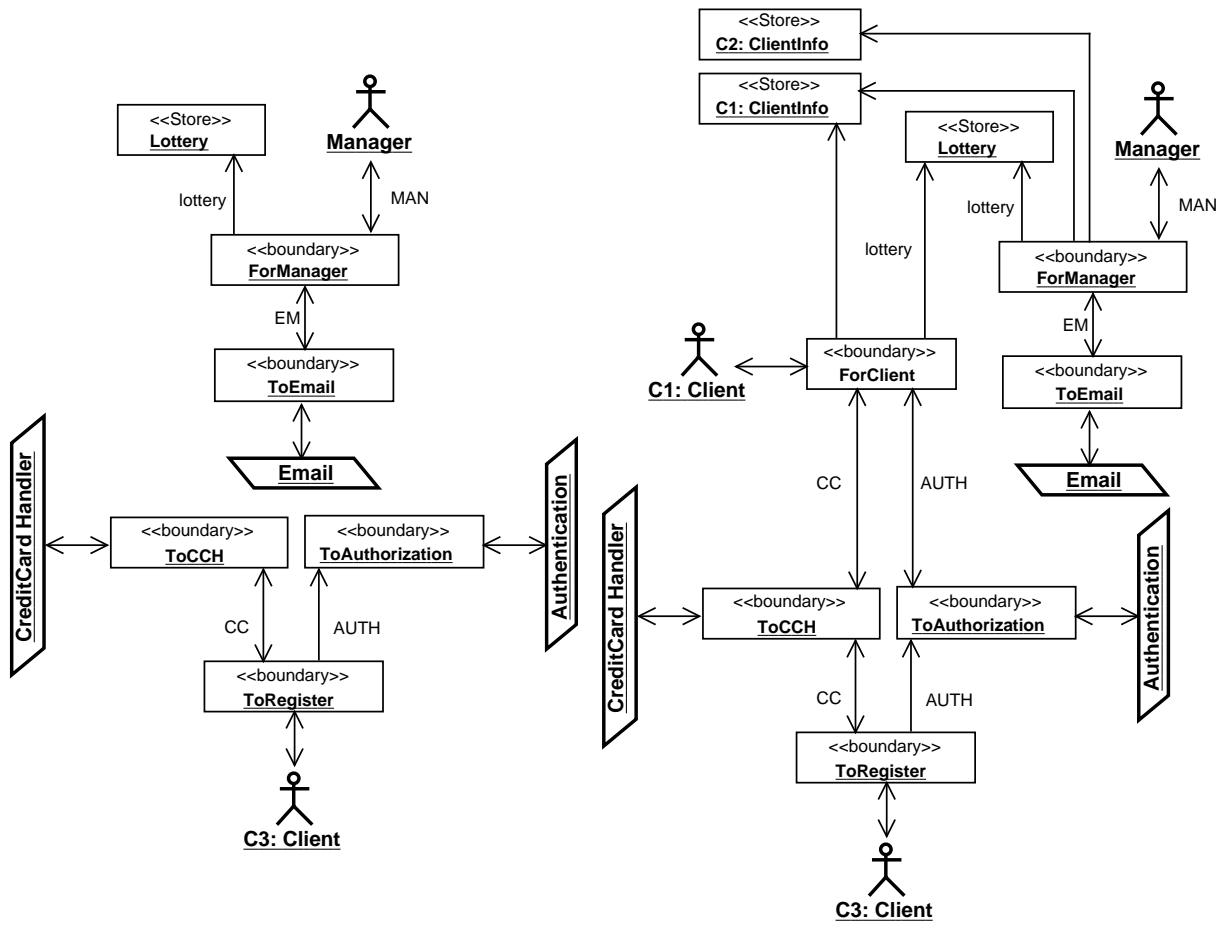 <<Store>>
Lottery
Manager
lottery
MAN
<<boundary>>
ForManager
EM
<<boundary>>
ToEmail
Email
CreditCard Handler
<<boundary>>
ToCCH
<<boundary>>
ToAuthorization
Authentication
CC
AUTH
<<boundary>>
ToRegister
C3: Client
<<Store>>
C2: ClientInfo
<<Store>>
C1: ClientInfo
<<Store>>
Lottery
Manager
lottery
MAN
lottery
<<boundary>>
ForManager
EM
<<boundary>>
ForClient
C1: Client
<<boundary>>
ToEmail
Email
CC
AUTH
CreditCard Handler
<<boundary>>
ToCCH
<<boundary>>
ToAuthorization
Authentication
CC
AUTH
<<boundary>>
ToRegister
C3: Client